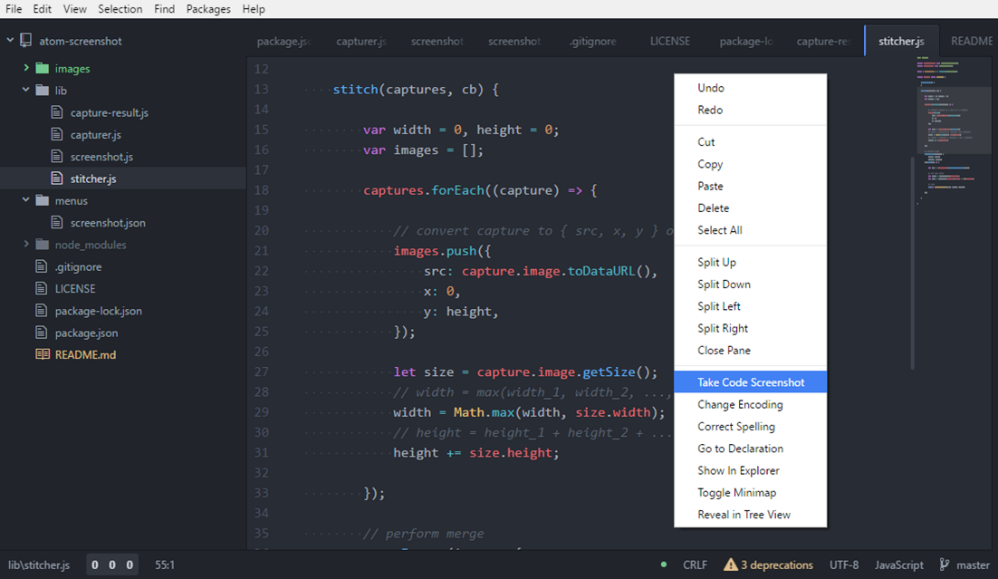 File Edit View Selection Find Packages Help
atom-screenshot
images
lib
capture-result.js
capturer.js
screenshot.js
stitcher.js
menus
screenshot.json
node_modules
.gitignore
LICENSE
package-lock.json
package.json
README.md
package.js capturer.js screenshot screenshot .gitignore LICENSE package-lo capture-re stitcher.js README
12
13 stitch(captures, cb) {
14
15 var width = 0, height = 0;
16 var images = [];
17
18 captures.forEach((capture) => {
19
20 // convert capture to { src, x, y } o
21 images.push({
22 src: capture.image.toDataURL(),
23 x: 0,
24 y: height,
25 });
26
27 let size = capture.image.getSize();
28 // width = max(width_1, width_2, ...,
29 width = Math.max(width, size.width);
30 // height = height_1 + height_2 + ...
31 height += size.height;
32
33 });
34
35 // perform merge
Undo
Redo
Cut
Copy
Paste
Delete
Select All
Split Up
Split Down
Split Left
Split Right
Close Pane
Take Code Screenshot
Change Encoding
Correct Spelling
Go to Declaration
Show In Explorer
Toggle Minimap
Reveal in Tree View
lib\stitcher.js 0 0 0 55:1 CRLF 3 deprecations UTF-8 JavaScript master